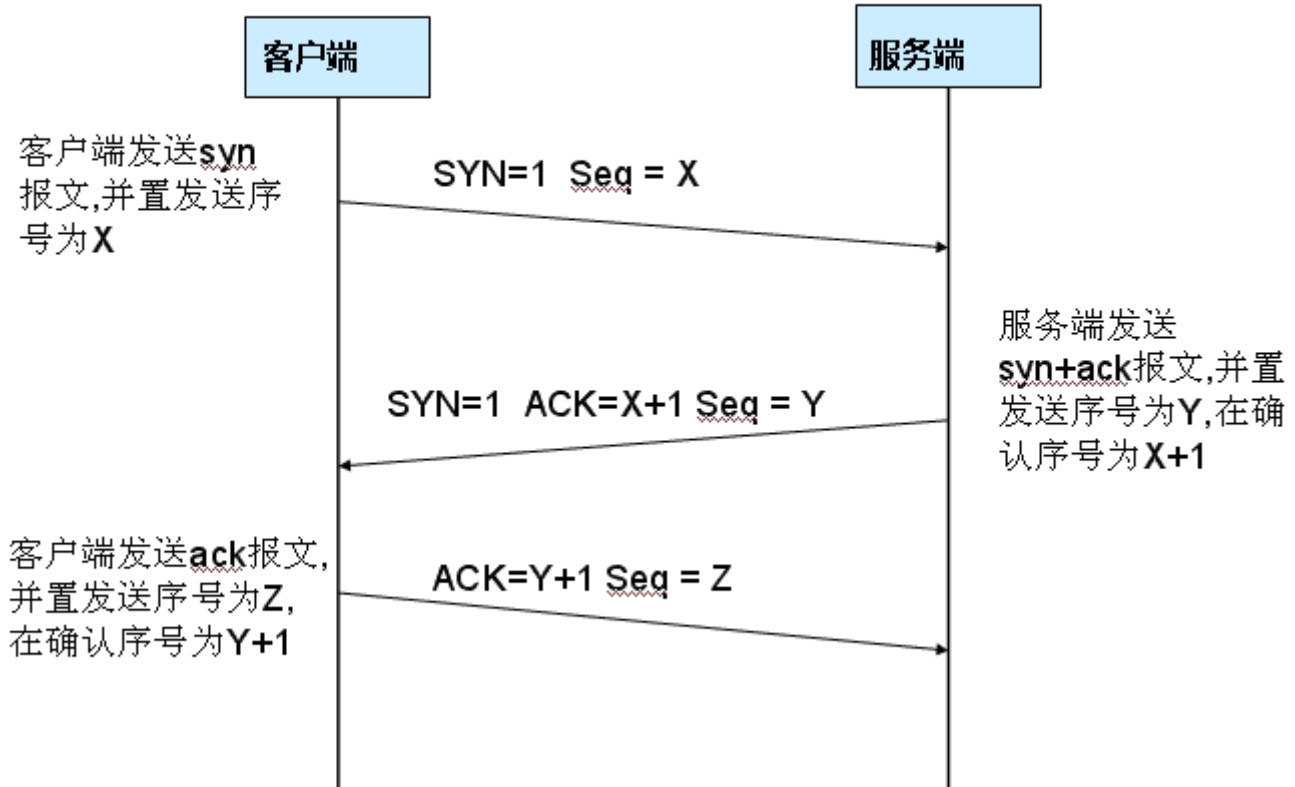 客户端
服务端
客户端发送syn
报文,并置发送序
号为X
SYN=1 Seq = X
服务端发送
syn+ack报文,并置
发送序号为Y,在确
认序号为X+1
SYN=1 ACK=X+1 Seq = Y
客户端发送ack报文,
并置发送序号为Z,
在确认序号为Y+1
ACK=Y+1 Seq = Z